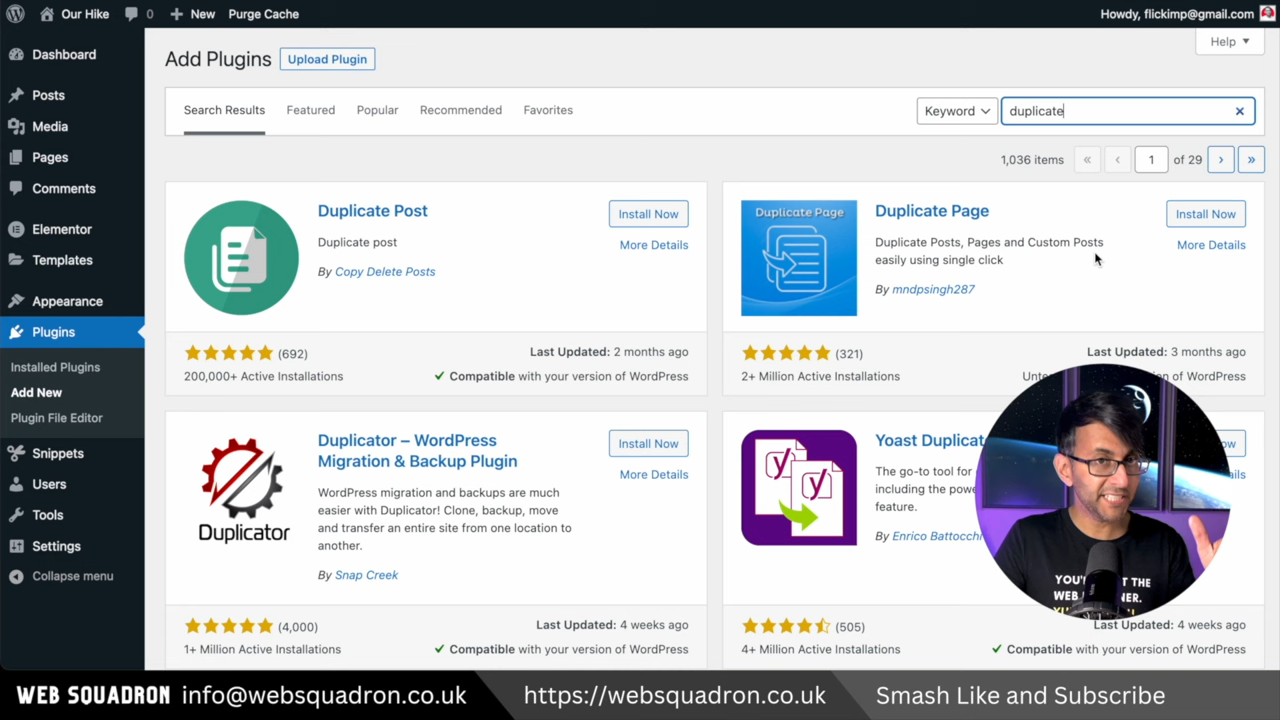 Our Hike
0
New
Purge Cache
Howdy, flickimp@gmail.com
Dashboard
Posts
Media
Pages
Comments
Elementor
Templates
Appearance
Plugins
Installed Plugins
Add New
Plugin File Editor
Snippets
Users
Tools
Settings
Collapse menu
Add Plugins
Upload Plugin
Help
Search Results
Featured
Popular
Recommended
Favorites
Keyword
duplicate
1,036 items
«
‹
1
of 29
›
»
Duplicate Post
Install Now
Duplicate post
More Details
By Copy Delete Posts
(692)
Last Updated: 2 months ago
200,000+ Active Installations
Compatible with your version of WordPress
Duplicate Page
Duplicate Page
Install Now
Duplicate Posts, Pages and Custom Posts
easily using single click
More Details
By mndpsingh287
(321)
Last Updated: 3 months ago
2+ Million Active Installations
of WordPress
Duplicator
Duplicator – WordPress
Migration & Backup Plugin
Install Now
More Details
WordPress migration and backups are much
easier with Duplicator! Clone, backup, move
and transfer an entire site from one location to
another.
By Snap Creek
(4,000)
Last Updated: 4 weeks ago
1+ Million Active Installations
Compatible with your version of WordPress
y
y
Yoast
The go-to tool for
including the
feature.
By Enrico
(505)
Last Updated: 4 weeks ago
4+ Million Active Installations
Compatible with your version of WordPress
THE
WEB
WEB SQUADRON
info@websquadron.co.uk
https://websquadron.co.uk
Smash Like and Subscribe